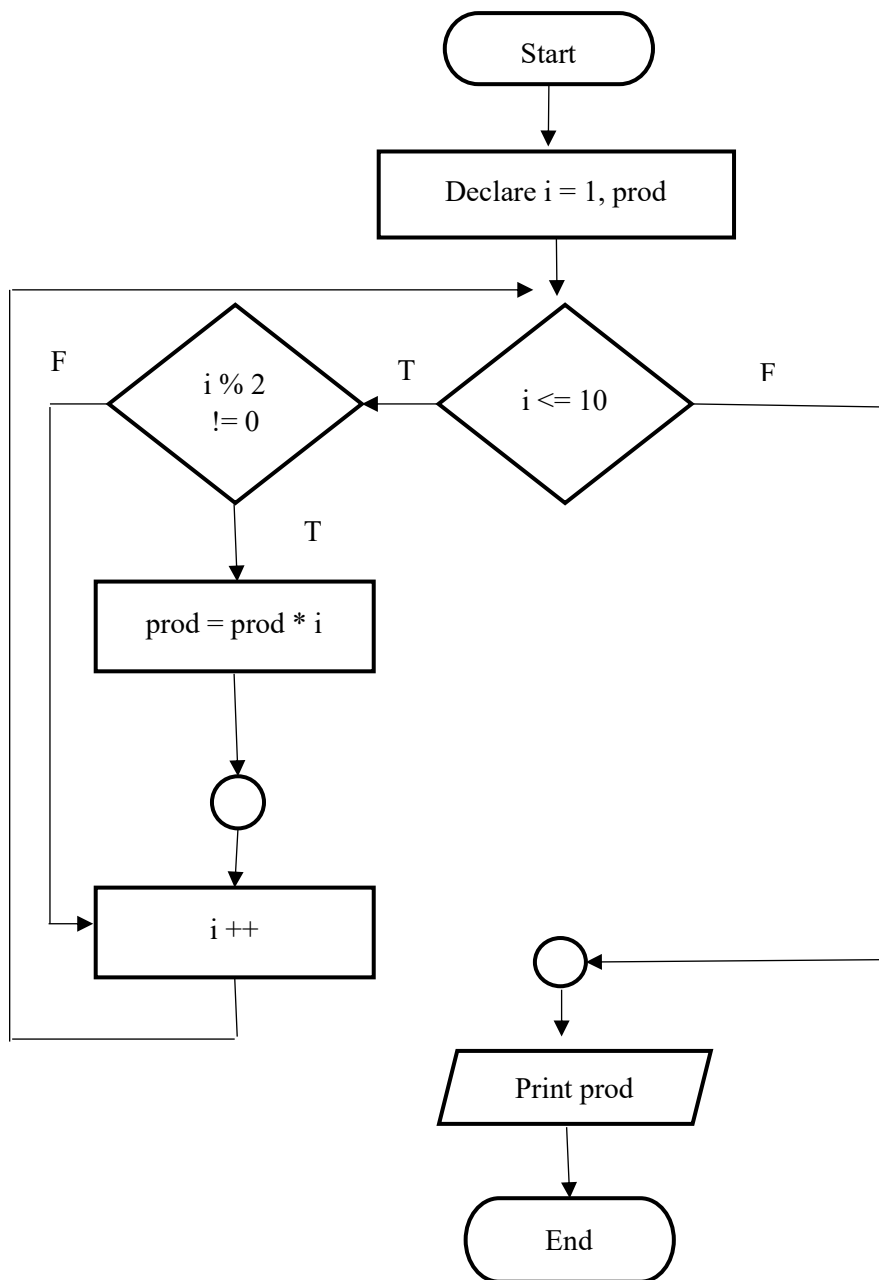 Start
Declare i = 1, prod
F
i % 2
!= 0
T
i <= 10
F
T
prod = prod * i
i ++
Print prod
End